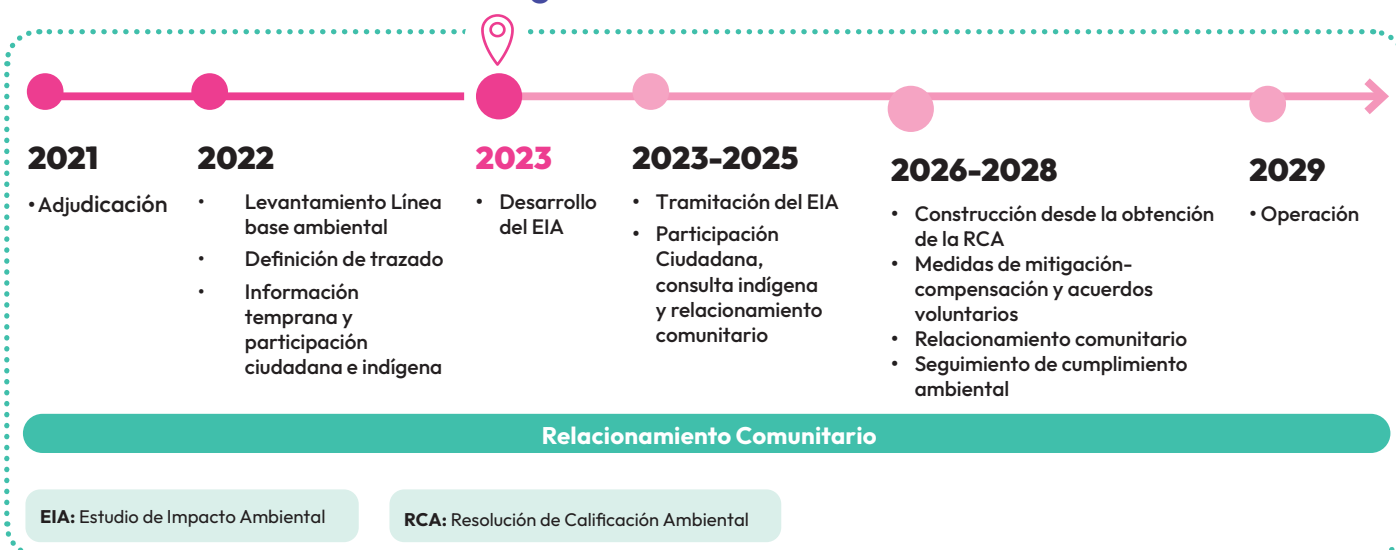 2021
• Adjudicación
2022
• Levantamiento Línea
base ambiental
• Definición de trazado
• Información
temprana y
participación
ciudadana e indígena
2023
• Desarrollo
del EIA
2023-2025
• Tramitación del EIA
• Participación
Ciudadana,
consulta indígena
y relacionamiento
comunitario
2026-2028
• Construcción desde la obtención
de la RCA
• Medidas de mitigación-
compensación y acuerdos
voluntarios
• Relacionamiento comunitario
• Seguimiento de cumplimiento
ambiental
2029
• Operación
Relacionamiento Comunitario
EIA: Estudio de Impacto Ambiental
RCA: Resolución de Calificación Ambiental